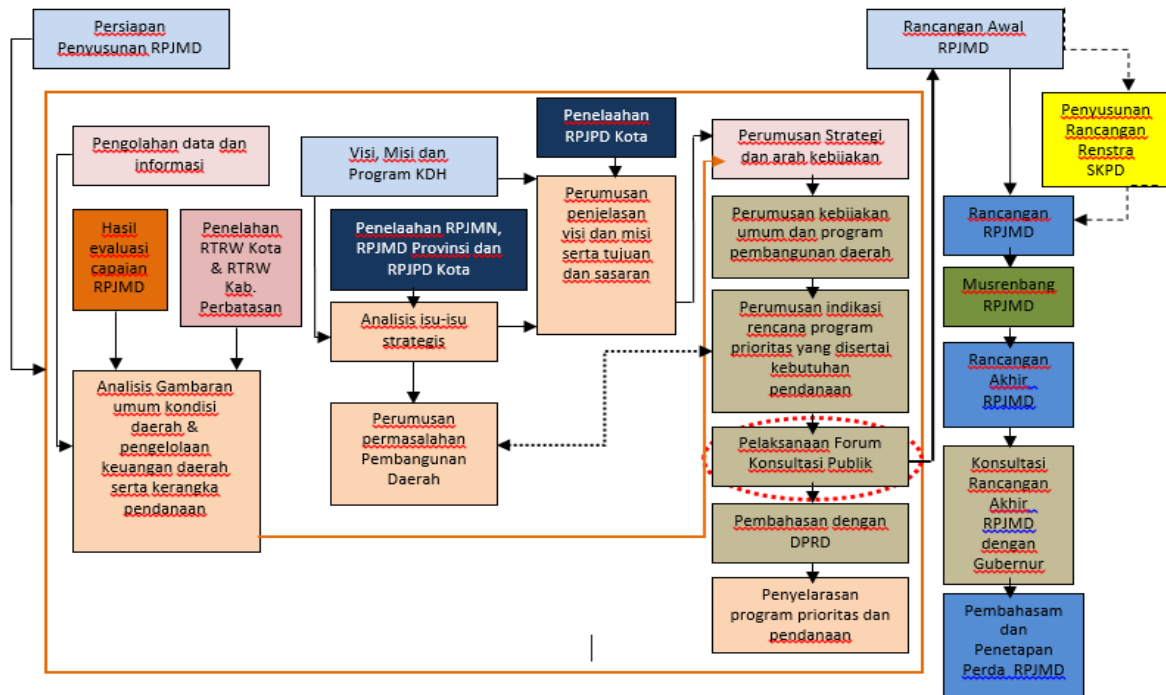 Persiapan
Penyusunan RPJMD
Rancangan Awal
RPJMD
Penyusunan
Rancangan
Renstra
SKPD
Pengolahan data dan
informasi
Visi, Misi dan
Program KDH
Penelaahan
RPJPD Kota
Perumusan Strategi
dan arah kebijakan
Hasil
evaluasi
capaian
RPJMD
Penelahan
RTRW Kota
& RTRW
Kab.
Perbatasan
Penelaahan RPJMN,
RPJMD Provinsi dan
RPJPD Kota
Perumusan
penjelasan
visi dan misi
serta tujuan
dan sasaran
Perumusan kebijakan
umum dan program
pembangunan daerah
Rancangan
RPJMD
Musrenbang
RPJMD
Analisis isu-isu
strategis
Perumusan indikasi
rencana program
prioritas yang disertai
kebutuhan
pendanaan
Rancangan
Akhir
RPJMD
Analisis Gambaran
umum kondisi
daerah &
pengelolaan
keuangan daerah
serta kerangka
pendanaan
Perumusan
permasalahan
Pembangunan
Daerah
Pelaksanaan Forum
Konsultasi Publik
Konsultasi
Rancangan
Akhir
RPJMD
dengan
Gubernur
Pembahasan dengan
DPRD
Penyelarasan
program prioritas dan
pendanaan
Pembahasam
dan
Penetapan
Perda RPJMD